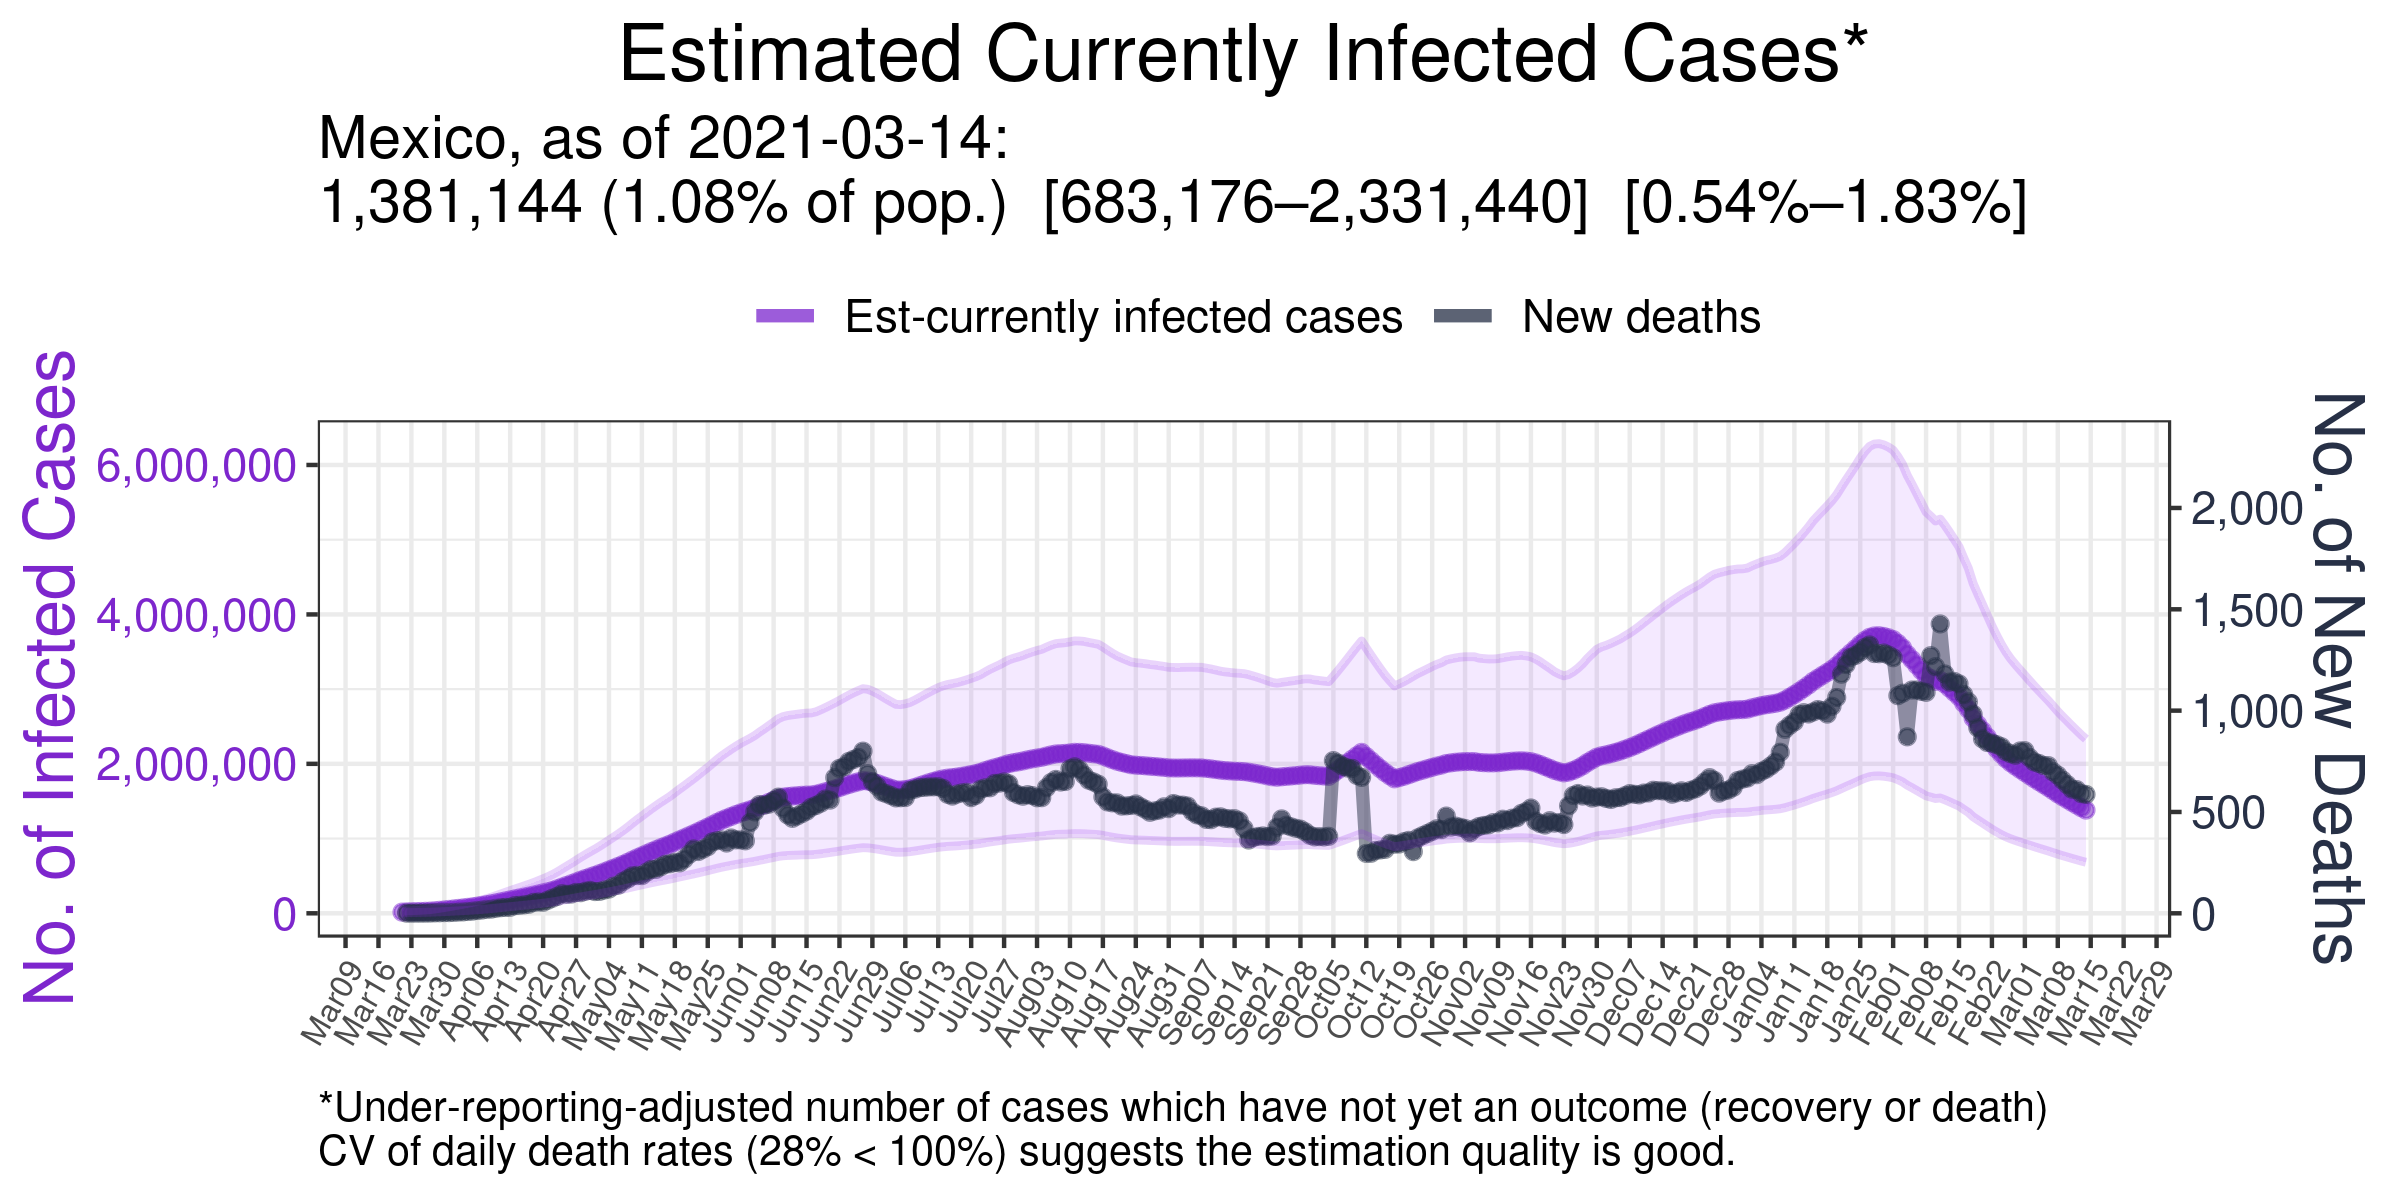 Estimated Currently Infected Cases*
Mexico, as of 2021-03-14:
1,381,144 (1.08% of pop.) [683,176–2,331,440] [0.54%–1.83%]
Est-currently infected cases
New deaths
No. of Infected Cases
6,000,000
4,000,000
2,000,000
0
No. of New Deaths
2,000
1,500
1,000
500
0
Mar09
Mar16
Mar23
Mar30
Apr06
Apr13
Apr20
Apr27
May04
May11
May18
May25
Jun01
Jun08
Jun15
Jun22
Jun29
Jul06
Jul13
Jul20
Jul27
Aug03
Aug10
Aug17
Aug24
Aug31
Sep07
Sep14
Sep21
Sep28
Oct05
Oct12
Oct19
Oct26
Nov02
Nov09
Nov16
Nov23
Nov30
Dec07
Dec14
Dec21
Dec28
Jan04
Jan11
Jan18
Jan25
Feb01
Feb08
Feb15
Feb22
Mar01
Mar08
Mar15
Mar22
Mar29
*Under-reporting-adjusted number of cases which have not yet an outcome (recovery or death)
CV of daily death rates (28% < 100%) suggests the estimation quality is good.